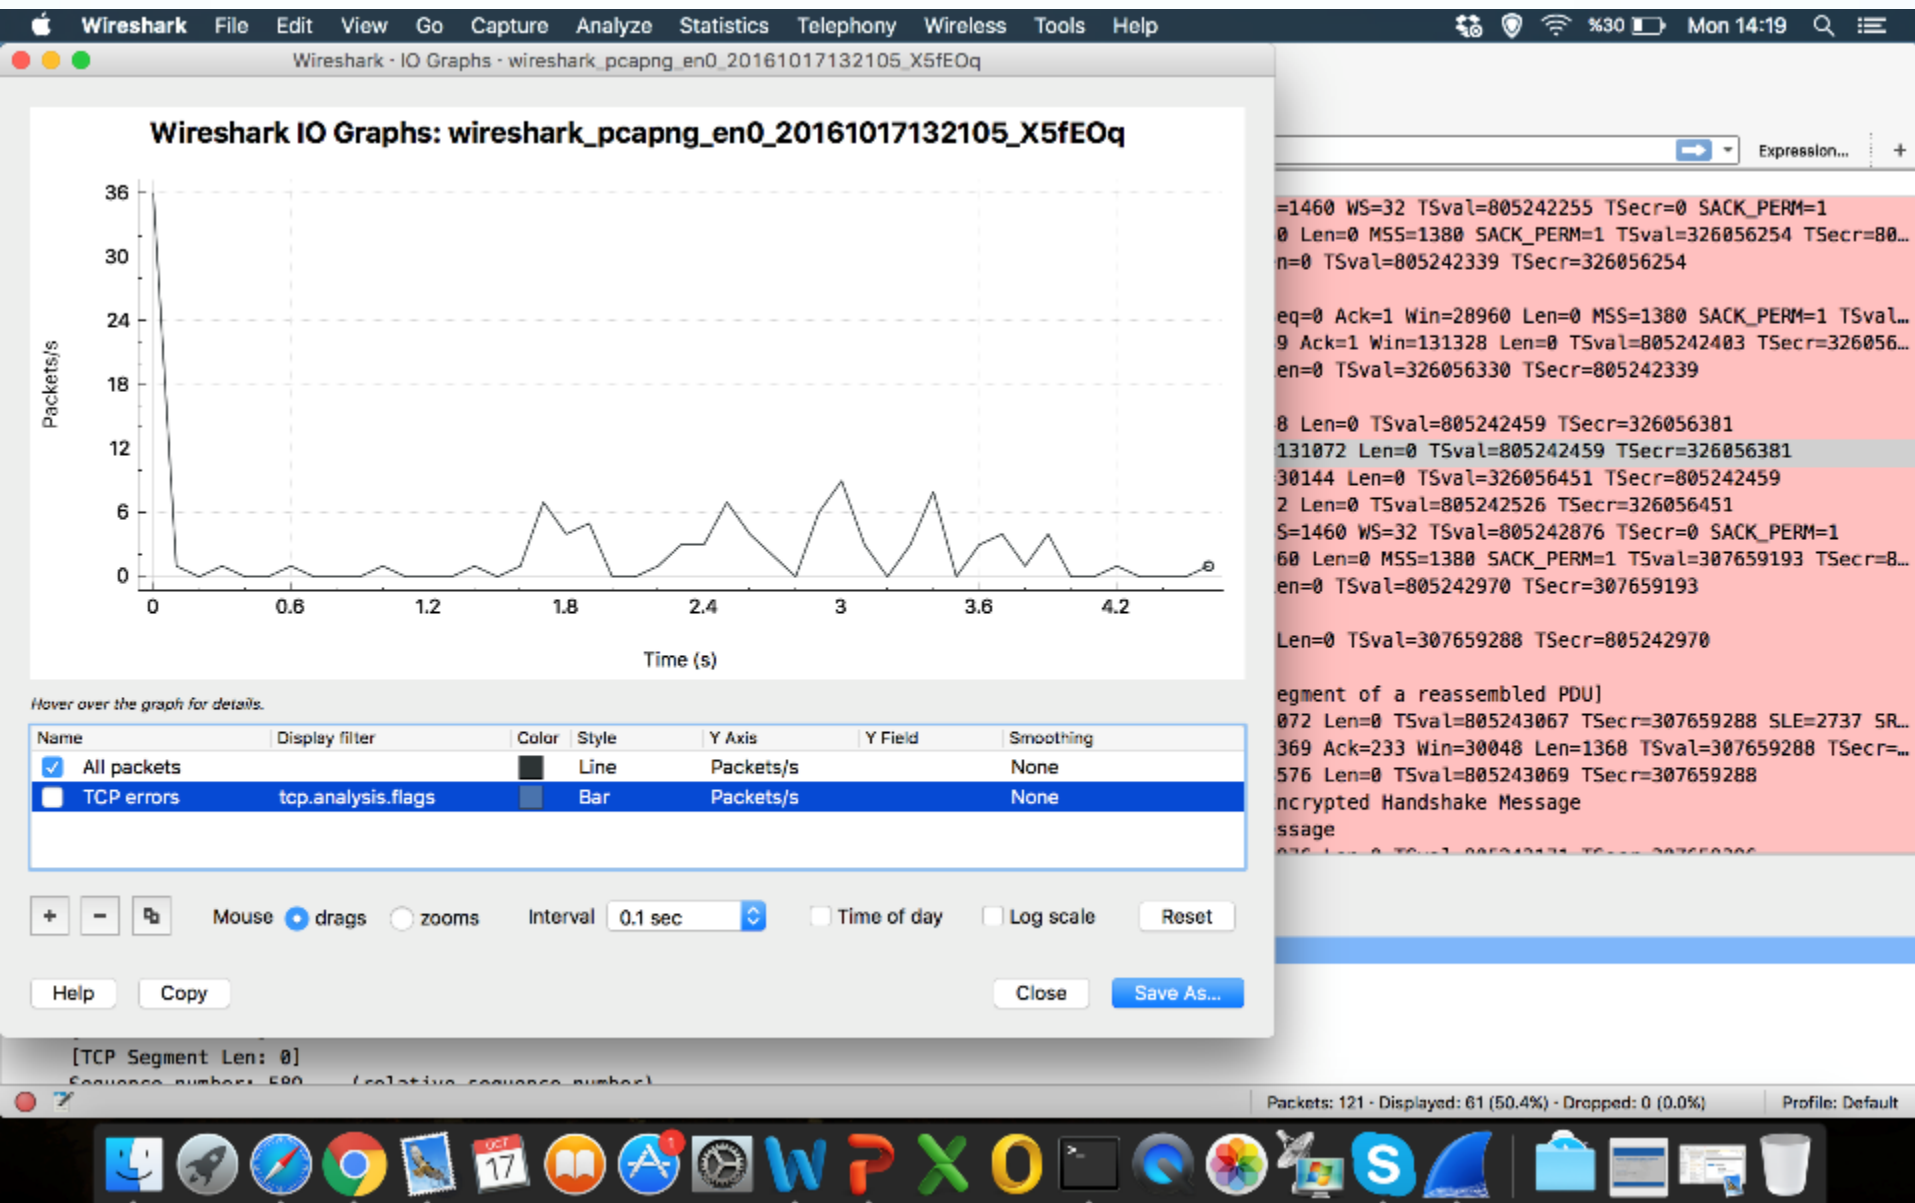 Wireshark File Edit View Go Capture Analyze Statistics Telephony Wireless Tools Help %30 Mon 14:19
Wireshark · IO Graphs · wireshark_pcapng_en0_20161017132105_X5fEOq
Wireshark IO Graphs: wireshark_pcapng_en0_20161017132105_X5fEOq
36
30
24
18
12
6
0
Packets/s
0 0.6 1.2 1.8 2.4 3 3.6 4.2
Time (s)
Hover over the graph for details.
Name Display filter Color Style Y Axis Y Field Smoothing
All packets Line Packets/s None
TCP errors tcp.analysis.flags Bar Packets/s None
+ − Mouse drags zooms Interval 0.1 sec Time of day Log scale Reset
Help Copy Close Save As...
Expression... +
=1460 WS=32 TSval=805242255 TSecr=0 SACK_PERM=1
0 Len=0 MSS=1380 SACK_PERM=1 TSval=326056254 TSecr=80…
n=0 TSval=805242339 TSecr=326056254
eq=0 Ack=1 Win=28960 Len=0 MSS=1380 SACK_PERM=1 TSval…
9 Ack=1 Win=131328 Len=0 TSval=805242403 TSecr=326056…
en=0 TSval=326056330 TSecr=805242339
8 Len=0 TSval=805242459 TSecr=326056381
=131072 Len=0 TSval=805242459 TSecr=326056381
=30144 Len=0 TSval=326056451 TSecr=805242459
2 Len=0 TSval=805242526 TSecr=326056451
S=1460 WS=32 TSval=805242876 TSecr=0 SACK_PERM=1
60 Len=0 MSS=1380 SACK_PERM=1 TSval=307659193 TSecr=8…
en=0 TSval=805242970 TSecr=307659193
Len=0 TSval=307659288 TSecr=805242970
egment of a reassembled PDU]
072 Len=0 TSval=805243067 TSecr=307659288 SLE=2737 SR…
369 Ack=233 Win=30048 Len=1368 TSval=307659288 TSecr=…
576 Len=0 TSval=805243069 TSecr=307659288
ncrypted Handshake Message
ssage
[TCP Segment Len: 0]
Sequence number: 589 (relative sequence number)
Packets: 121 · Displayed: 61 (50.4%) · Dropped: 0 (0.0%) Profile: Default
OCT
17
1